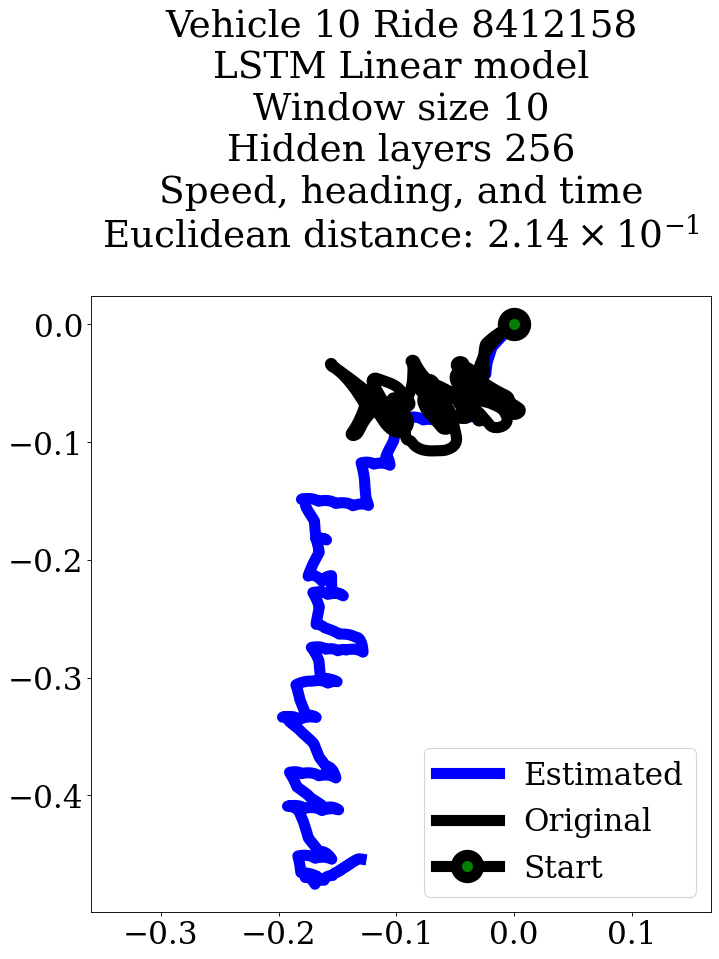 Vehicle 10 Ride 8412158
LSTM Linear model
Window size 10
Hidden layers 256
Speed, heading, and time
Euclidean distance: 2.14 × 10⁻¹
0.0
−0.1
−0.2
−0.3
−0.4
Estimated
Original
Start
−0.3 −0.2 −0.1 0.0 0.1